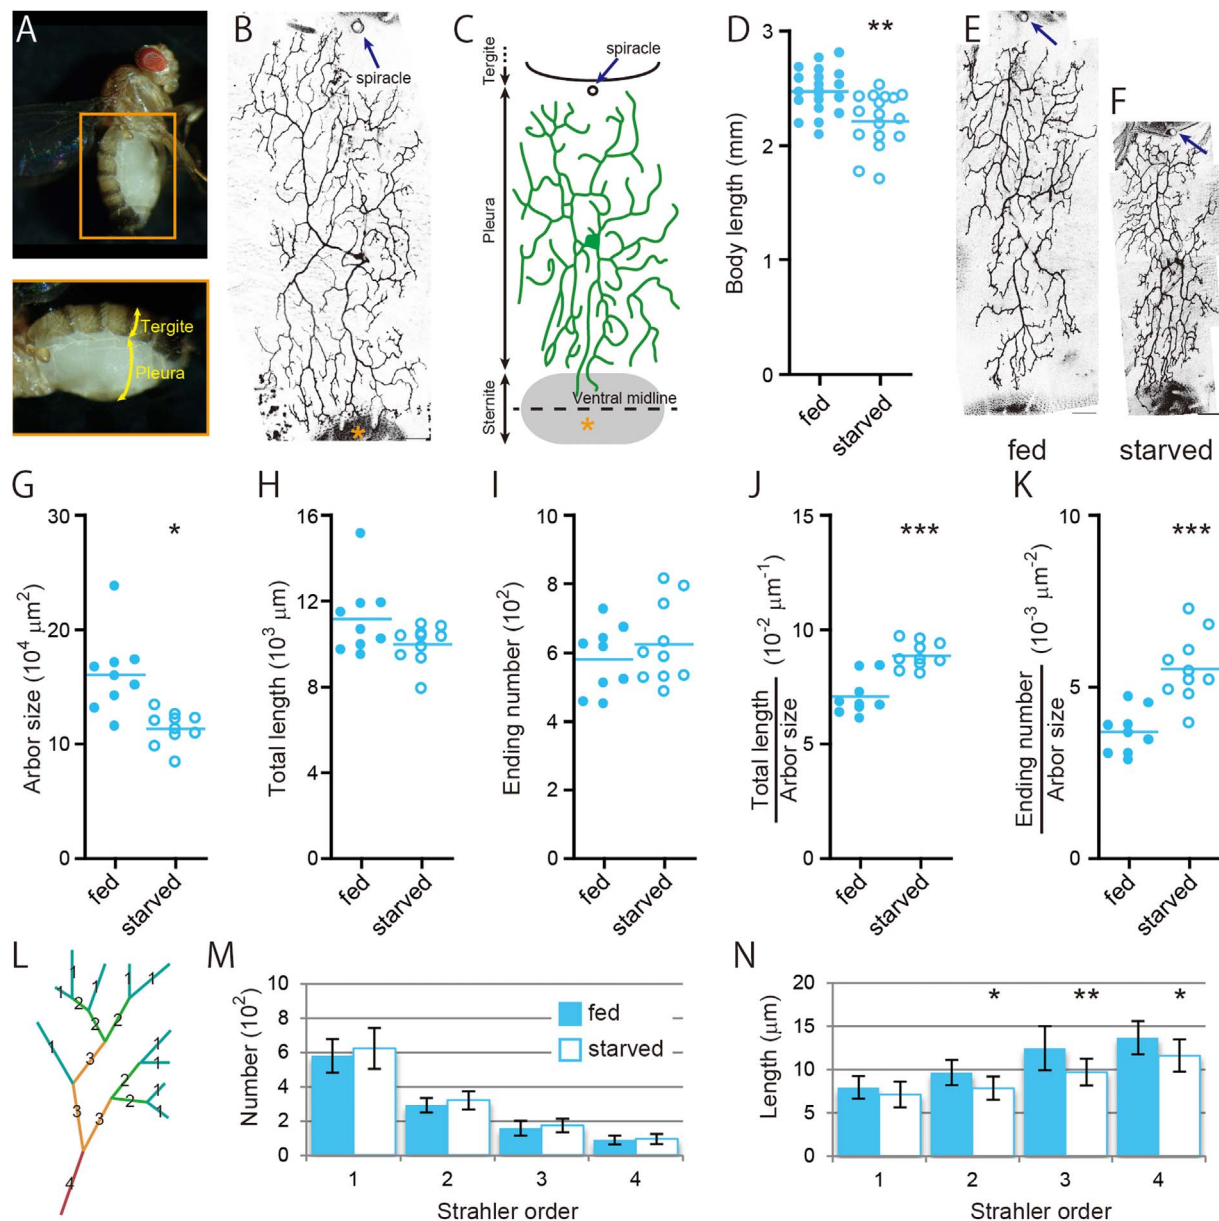 A
Tergite
Pleura
B
spiracle
*
C
spiracle
Tergite
Pleura
Sternite
Ventral midline
*
D
**
Body length (mm)
3
2
1
0
fed
starved
E
fed
F
starved
G
*
Arbor size (10⁴ μm²)
30
20
10
0
fed
starved
H
Total length (10³ μm)
16
12
8
4
0
fed
starved
I
Ending number (10²)
10
8
6
4
2
0
fed
starved
J
***
Total length
Arbor size
(10⁻² μm⁻¹)
15
10
5
0
fed
starved
K
***
Ending number
Arbor size
(10⁻³ μm⁻²)
10
5
0
fed
starved
L
1 1 1 1 1
1 2 2 2 1
1 3 2 1
3 3 2 1
4
M
Number (10²)
10
8
6
4
2
0
fed
starved
1 2 3 4
Strahler order
N
* ** *
Length (μm)
20
15
10
5
0
1 2 3 4
Strahler order